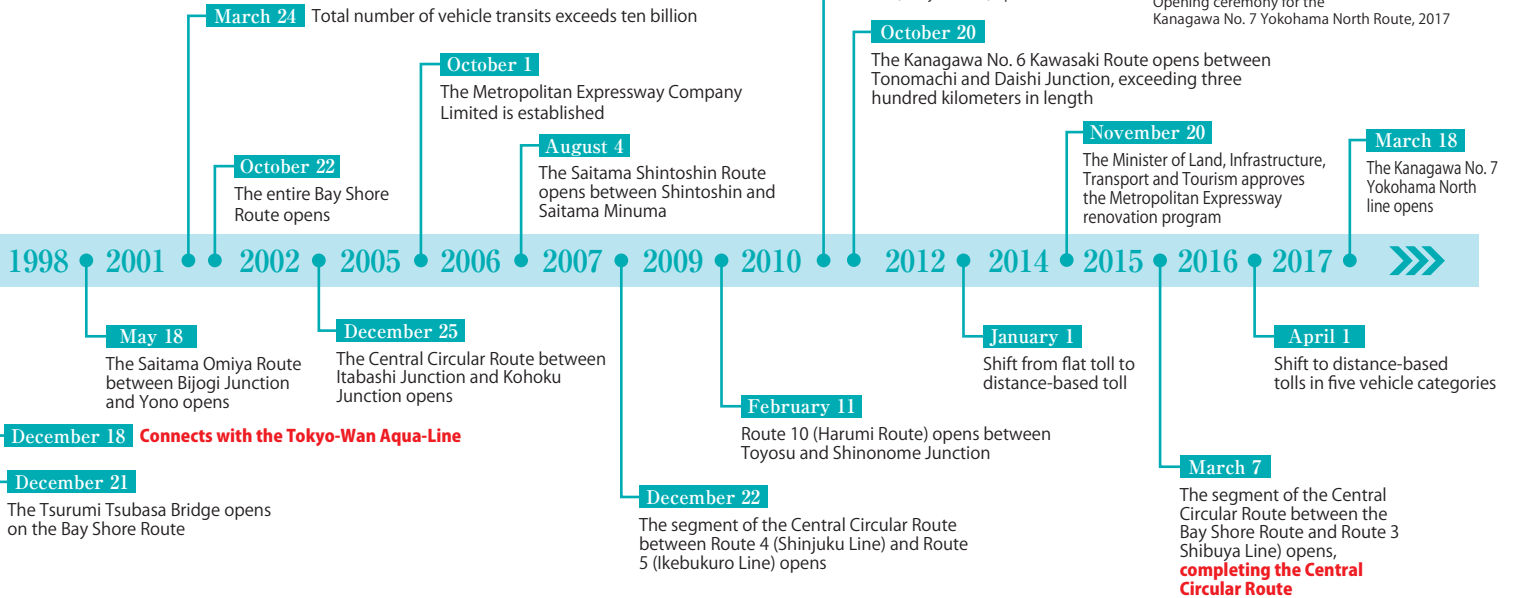 March 24 Total number of vehicle transits exceeds ten billion
Opening ceremony for the
Kanagawa No. 7 Yokohama North Route, 2017
October 20
The Kanagawa No. 6 Kawasaki Route opens between
Tonomachi and Daishi Junction, exceeding three
hundred kilometers in length
October 1
The Metropolitan Expressway Company
Limited is established
August 4
The Saitama Shintoshin Route
opens between Shintoshin and
Saitama Minuma
November 20
The Minister of Land, Infrastructure,
Transport and Tourism approves
the Metropolitan Expressway
renovation program
March 18
The Kanagawa No. 7
Yokohama North
line opens
October 22
The entire Bay Shore
Route opens
1998 2001 2002 2005 2006 2007 2009 2010 2012 2014 2015 2016 2017
May 18
The Saitama Omiya Route
between Bijogi Junction
and Yono opens
December 25
The Central Circular Route between
Itabashi Junction and Kohoku
Junction opens
January 1
Shift from flat toll to
distance-based toll
April 1
Shift to distance-based
tolls in five vehicle categories
February 11
Route 10 (Harumi Route) opens between
Toyosu and Shinonome Junction
December 18 Connects with the Tokyo-Wan Aqua-Line
December 21
The Tsurumi Tsubasa Bridge opens
on the Bay Shore Route
December 22
The segment of the Central Circular Route
between Route 4 (Shinjuku Line) and Route
5 (Ikebukuro Line) opens
March 7
The segment of the Central
Circular Route between the
Bay Shore Route and Route 3
Shibuya Line) opens,
completing the Central
Circular Route